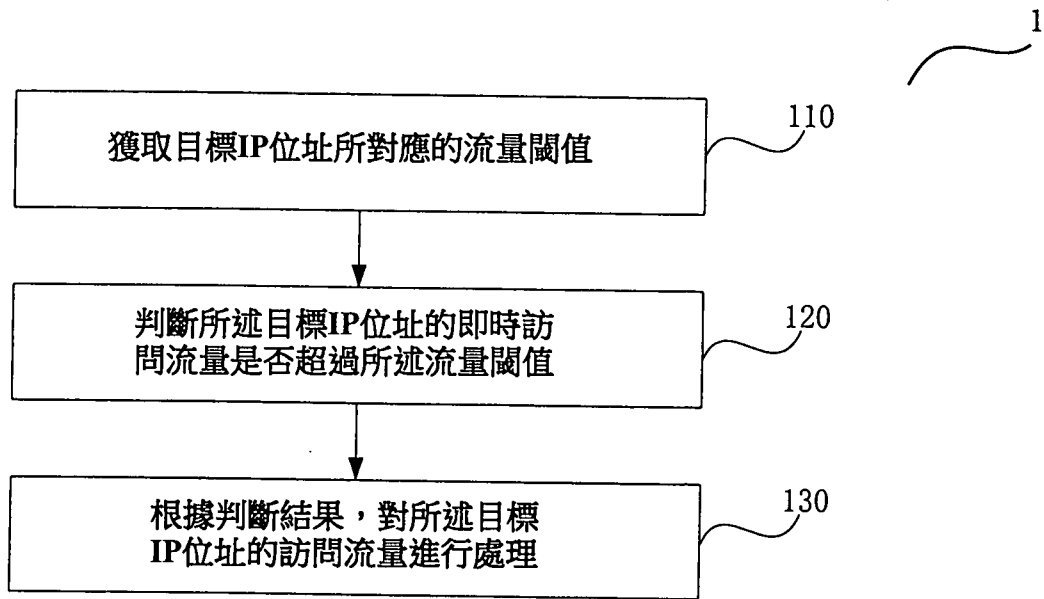 1
獲取目標IP位址所對應的流量閾值
110
判斷所述目標IP位址的即時訪
問流量是否超過所述流量閾值
120
根據判斷結果，對所述目標
IP位址的訪問流量進行處理
130